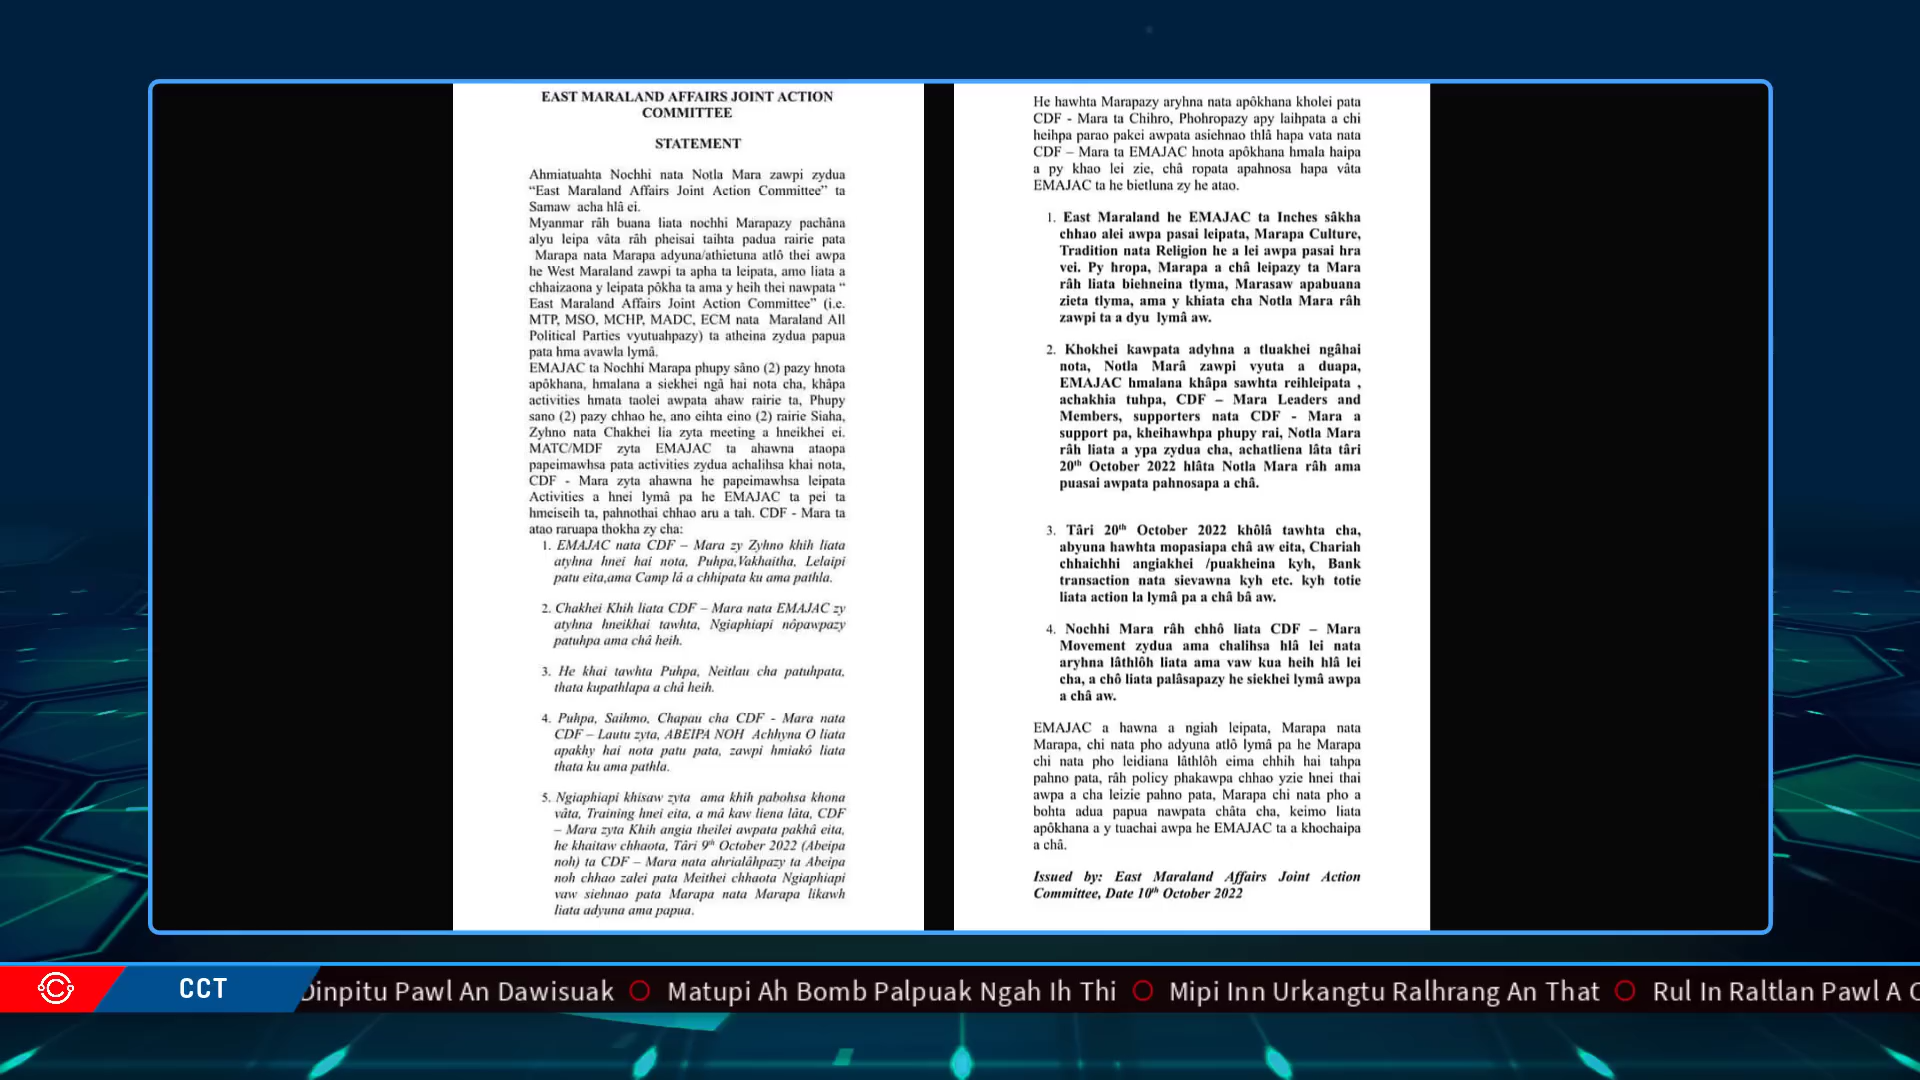 EAST MARALAND AFFAIRS JOINT ACTION
COMMITTEE
STATEMENT
Ahmiatuahta Nochhi nata Notla Mara zawpi zydua
“East Maraland Affairs Joint Action Committee” ta
Samaw acha hlâ ei.
Myanmar râh buana liata nochhi Marapazy pachâna
alyu leipa vâta râh pheisai taihta padua rairie pata
Marapa nata Marapa adyuna/athietuna atlô thei awpa
he West Maraland zawpi ta apha ta leipata, amo liata a
chhaizaona y leipata pôkha ta ama y heih thei nawpata “
East Maraland Affairs Joint Action Committee” (i.e.
MTP, MSO, MCHP, MADC, ECM nata Maraland All
Political Parties vyutuahpazy) ta atheina zydua papua
pata hma avawla lymâ.
EMAJAC ta Nochhi Marapa phupy sâno (2) pazy hnota
apôkhana, hmalana a siekhei ngâ hai nota cha, khâpa
activities hmata taolei awpata ahaw rairie ta, Phupy
sano (2) pazy chhao he, ano eihta eino (2) rairie Siaha,
Zyhno nata Chakhei lia zyta meeting a hneikhei ei.
MATC/MDF zyta EMAJAC ta ahawna ataopa
papeimawhsa pata activities zydua achalihsa khai nota,
CDF - Mara zyta ahawna he papeimawhsa leipata
Activities a hnei lymâ pa he EMAJAC ta pei ta
hmeiseih ta, pahnothai chhao aru a tah. CDF - Mara ta
atao raruapa thokha zy cha:
1. EMAJAC nata CDF – Mara zy Zyhno khih liata
atyhna hnei hai nota, Puhpa,Vakhaitha, Lelaipi
patu eita,ama Camp lâ a chhipata ku ama pathla.
2. Chakhei Khih liata CDF – Mara nata EMAJAC zy
atyhna hneikhai tawhta, Ngiaphiapi nôpawpazy
patuhpa ama châ heih.
3. He khai tawhta Puhpa, Neitlau cha patuhpata,
thata kupathlapa a châ heih.
4. Puhpa, Saihmo, Chapau cha CDF - Mara nata
CDF – Lautu zyta, ABEIPA NOH Achhyna O liata
apakhy hai nota patu pata, zawpi hmiakô liata
thata ku ama pathla.
5. Ngiaphiapi khisaw zyta ama khih pabohsa khona
vâta, Training hnei eita, a mâ kaw liena lâta, CDF
– Mara zyta Khih angia theilei awpata pakhâ eita,
he khaitaw chhaota, Târi 9th October 2022 (Abeipa
noh) ta CDF – Mara nata ahrialâhpazy ta Abeipa
noh chhao zalei pata Meithei chhaota Ngiaphiapi
vaw siehnao pata Marapa nata Marapa likawh
liata adyuna ama papua.
He hawhta Marapazy aryhna nata apôkhana kholei pata
CDF - Mara ta Chihro, Phohropazy apy laihpata a chi
heihpa parao pakei awpata asiehnao thlâ hapa vata nata
CDF – Mara ta EMAJAC hnota apôkhana hmala haipa
a py khao lei zie, châ ropata apahnosa hapa vâta
EMAJAC ta he bietluna zy he atao.
1. East Maraland he EMAJAC ta Inches sâkha
chhao alei awpa pasai leipata, Marapa Culture,
Tradition nata Religion he a lei awpa pasai hra
vei. Py hropa, Marapa a châ leipazy ta Mara
râh liata biehneina tlyma, Marasaw apabuana
zieta tlyma, ama y khiata cha Notla Mara râh
zawpi ta a dyu lymâ aw.
2. Khokhei kawpata adyhna a tluakhei ngâhai
nota, Notla Marâ zawpi vyuta a duapa,
EMAJAC hmalana khâpa sawhta reihleipata ,
achakhia tuhpa, CDF – Mara Leaders and
Members, supporters nata CDF - Mara a
support pa, kheihawhpa phupy rai, Notla Mara
râh liata a ypa zydua cha, achatliena lâta târi
20th October 2022 hlâta Notla Mara râh ama
puasai awpata pahnosapa a châ.
3. Târi 20th October 2022 khôlâ tawhta cha,
abyuna hawhta mopasiapa châ aw eita, Chariah
chhaichhi angiakhei /puakheina kyh, Bank
transaction nata sievawna kyh etc. kyh totie
liata action la lymâ pa a châ bâ aw.
4. Nochhi Mara râh chhô liata CDF – Mara
Movement zydua ama chalihsa hlâ lei nata
aryhna lâthlôh liata ama vaw kua heih hlâ lei
cha, a chô liata palâsapazy he siekhei lymâ awpa
a châ aw.
EMAJAC a hawna a ngiah leipata, Marapa nata
Marapa, chi nata pho adyuna atlô lymâ pa he Marapa
chi nata pho leidiana lâthlôh eima chhih hai tahpa
pahno pata, râh policy phakawpa chhao yzie hnei thai
awpa a cha leizie pahno pata, Marapa chi nata pho a
bohta adua papua nawpata châta cha, keimo liata
apôkhana a y tuachai awpa he EMAJAC ta a khochaipa
a châ.
Issued by: East Maraland Affairs Joint Action
Committee, Date 10th October 2022
CCT
Dinpitu Pawl An Dawisuak Matupi Ah Bomb Palpuak Ngah Ih Thi Mipi Inn Urkangtu Ralhrang An That Rul In Raltlan Pawl A